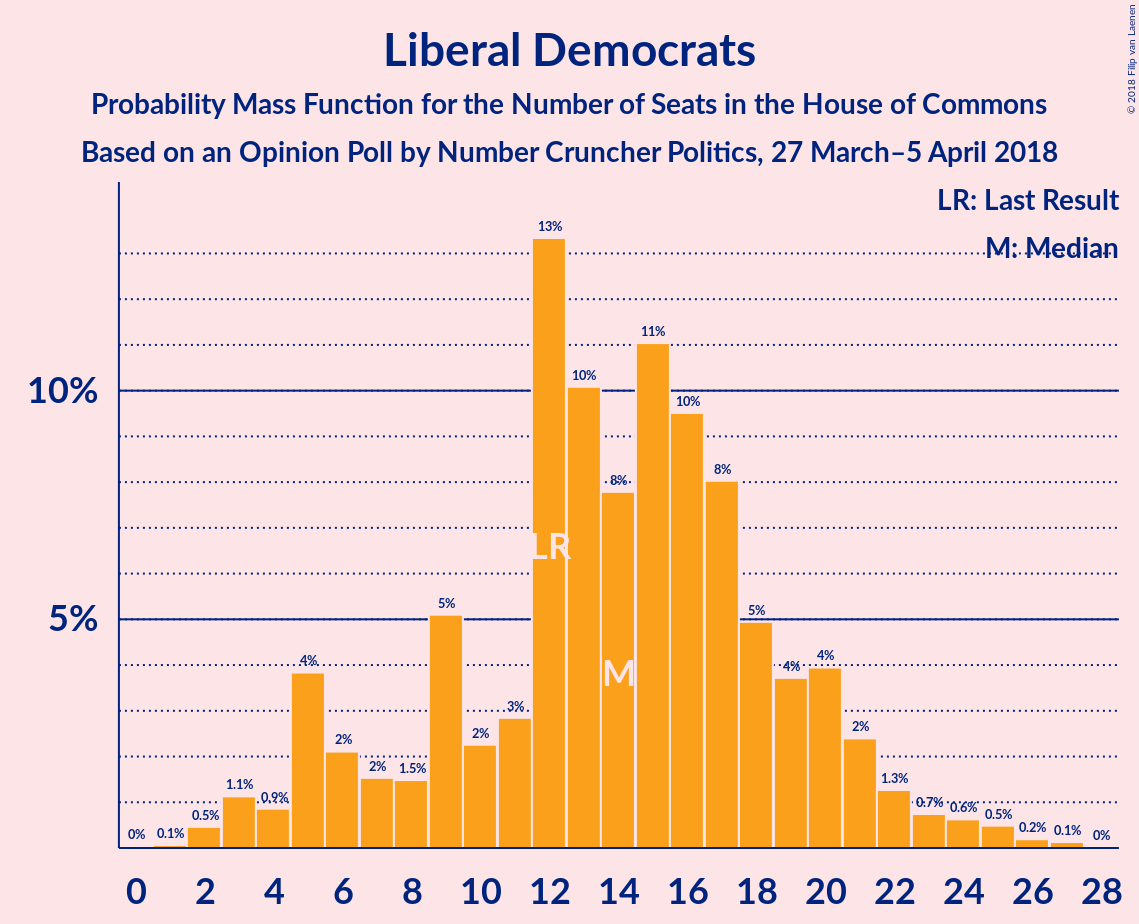 Liberal Democrats
Probability Mass Function for the Number of Seats in the House of Commons
Based on an Opinion Poll by Number Cruncher Politics, 27 March–5 April 2018
© 2018 Filip van Laenen
LR: Last Result
M: Median
10%
5%
0% 0.1% 0.5% 1.1% 0.9% 4% 2% 2% 1.5% 5% 2% 3% 13% 10% 8% 11% 10% 8% 5% 4% 4% 2% 1.3% 0.7% 0.6% 0.5% 0.2% 0.1% 0%
LR
M
0 2 4 6 8 10 12 14 16 18 20 22 24 26 28